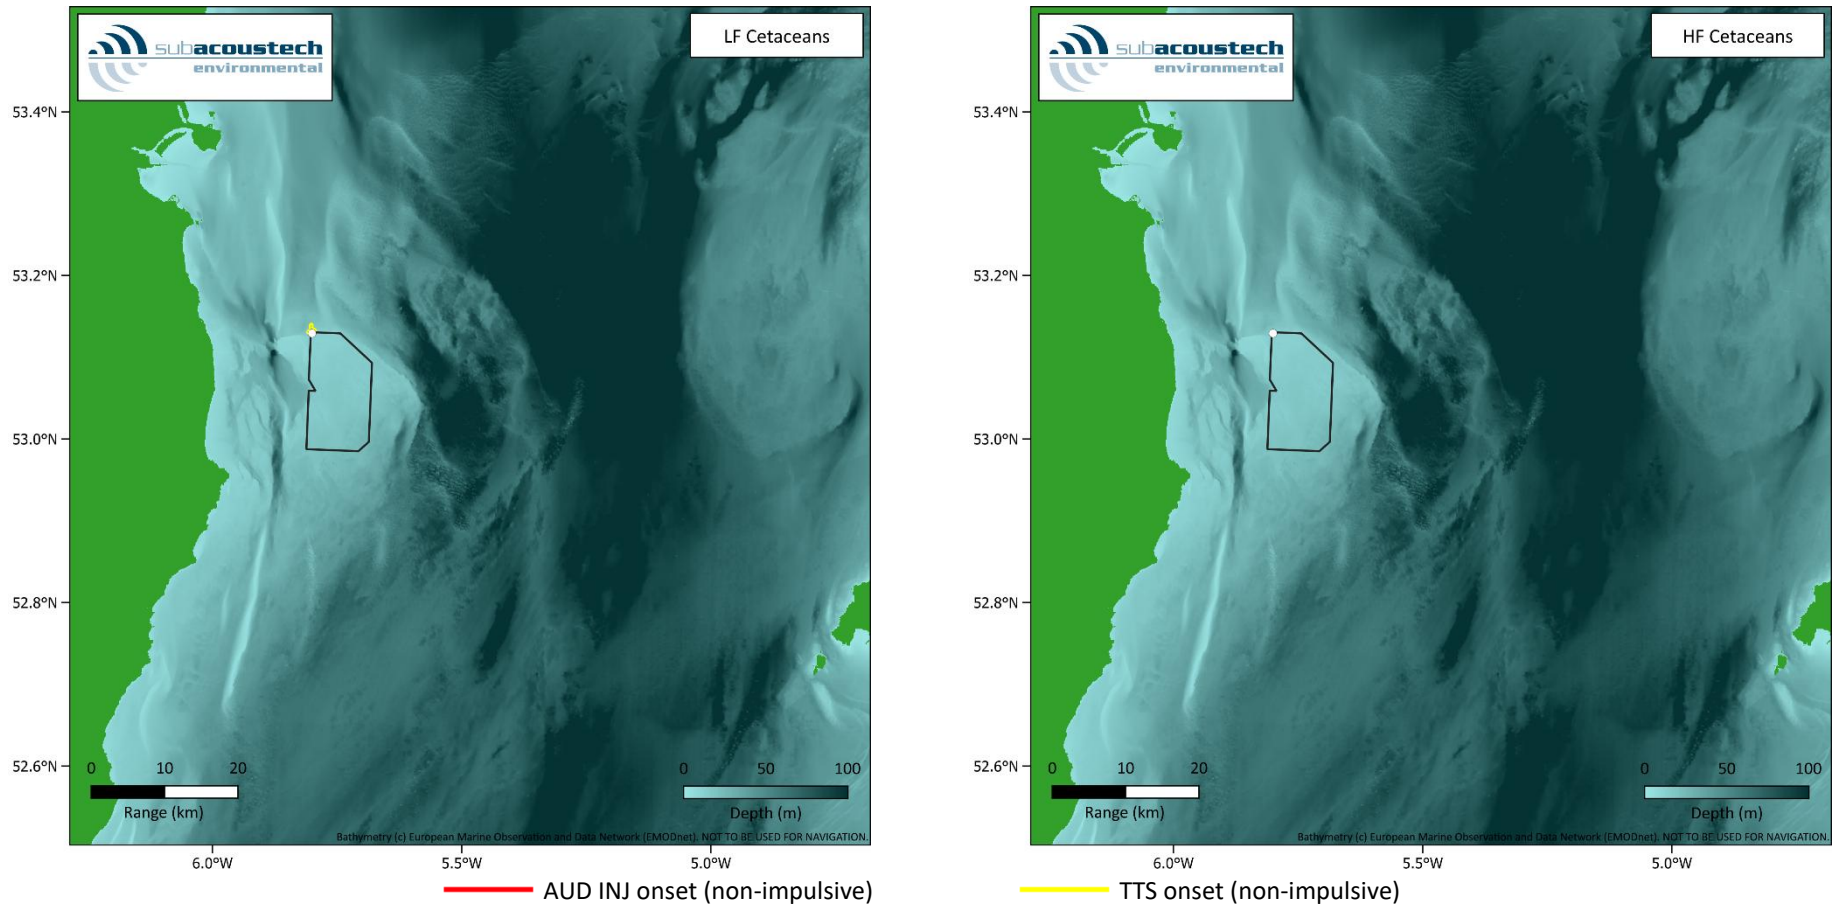 subacoustech
environmental
LF Cetaceans
53.4°N
53.2°N
53.0°N
52.8°N
52.6°N
0 10 20
Range (km)
0 50 100
Depth (m)
Bathymetry (c) European Marine Observation and Data Network (EMODnet). NOT TO BE USED FOR NAVIGATION.
6.0°W 5.5°W 5.0°W
subacoustech
environmental
HF Cetaceans
53.4°N
53.2°N
53.0°N
52.8°N
52.6°N
0 10 20
Range (km)
0 50 100
Depth (m)
Bathymetry (c) European Marine Observation and Data Network (EMODnet). NOT TO BE USED FOR NAVIGATION.
6.0°W 5.5°W 5.0°W
AUD INJ onset (non-impulsive)
TTS onset (non-impulsive)